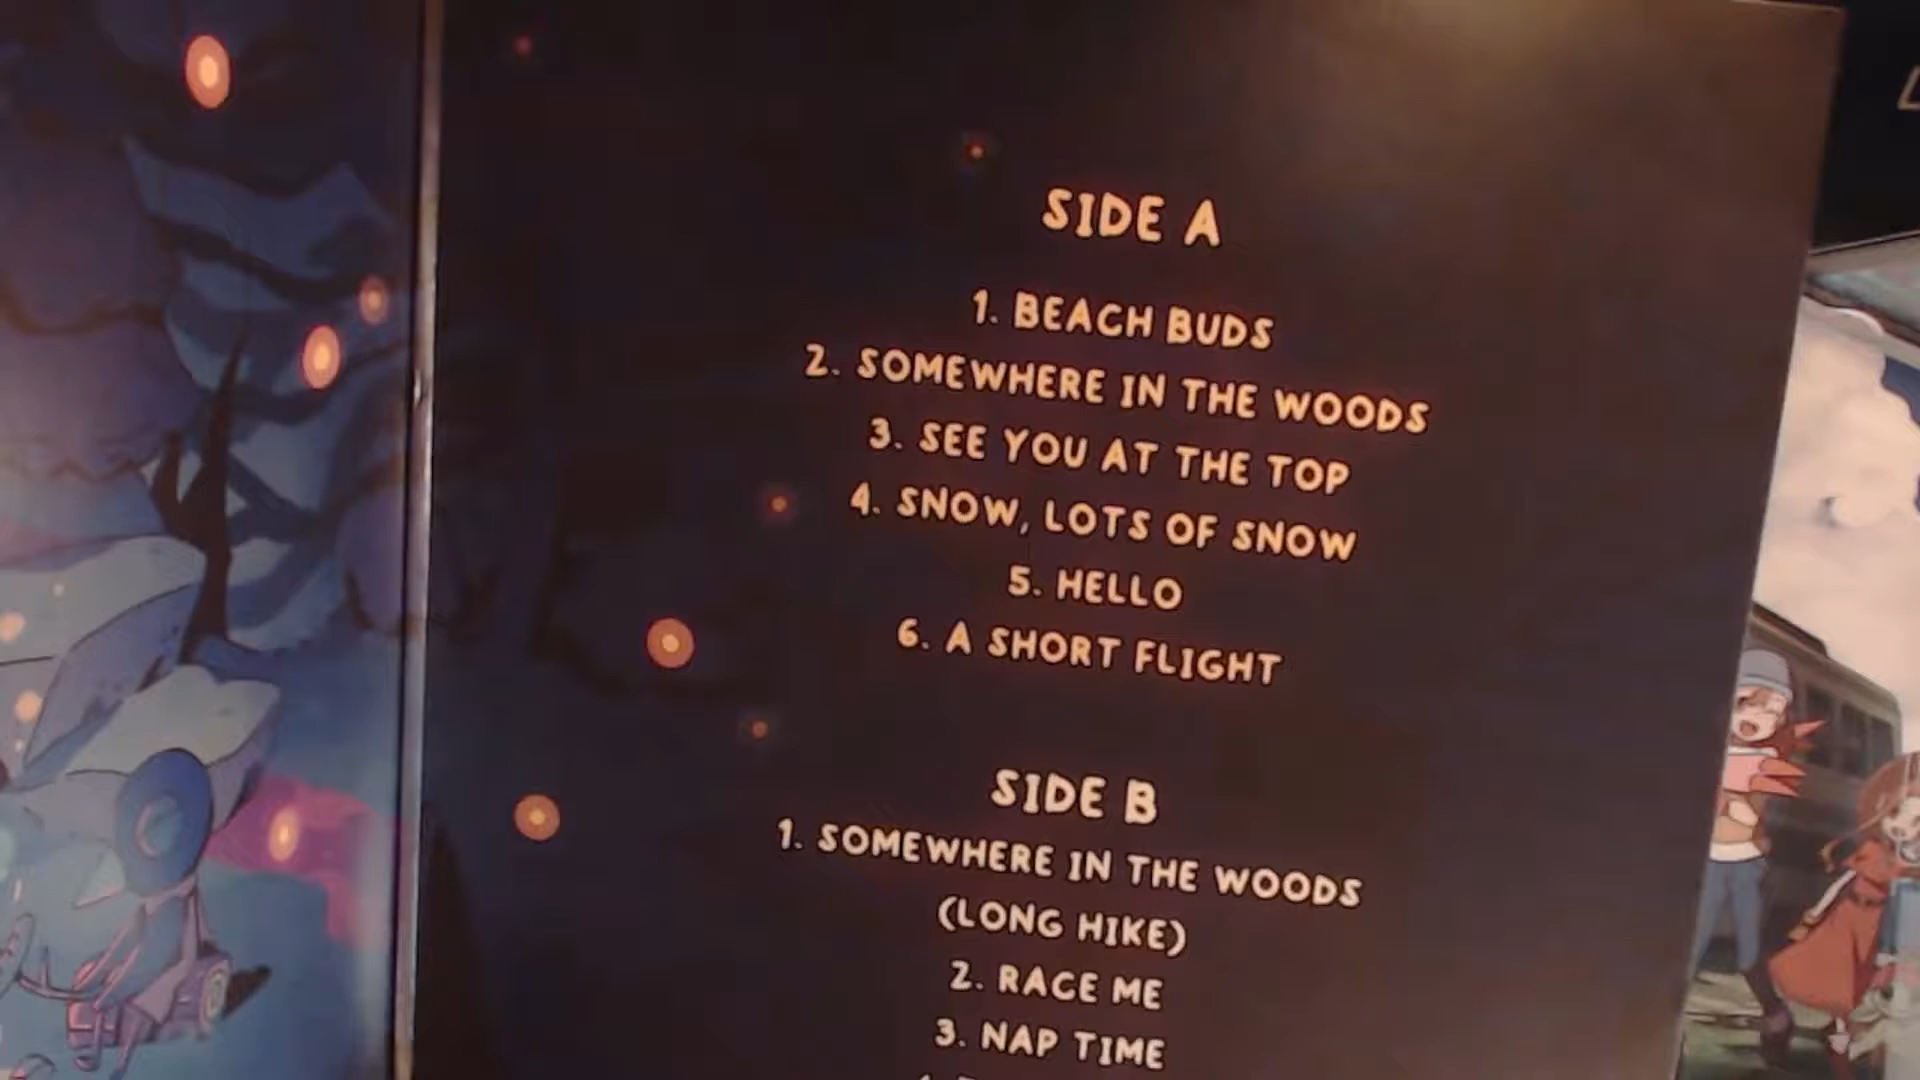 SIDE A
1. BEACH BUDS
2. SOMEWHERE IN THE WOODS
3. SEE YOU AT THE TOP
4. SNOW, LOTS OF SNOW
5. HELLO
6. A SHORT FLIGHT
SIDE B
1. SOMEWHERE IN THE WOODS
(LONG HIKE)
2. RACE ME
3. NAP TIME